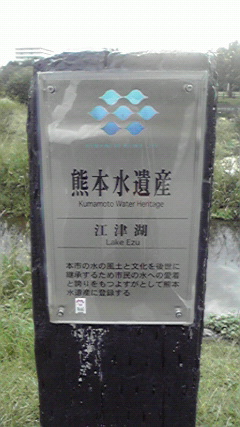 熊本水遺産
Kumamoto Water Heritage
江津湖
Lake Ezu
本市の水の風土と文化を後世に
継承するため市民の水への愛着
と誇りをもつよすがとして熊本
水遺産に登録する